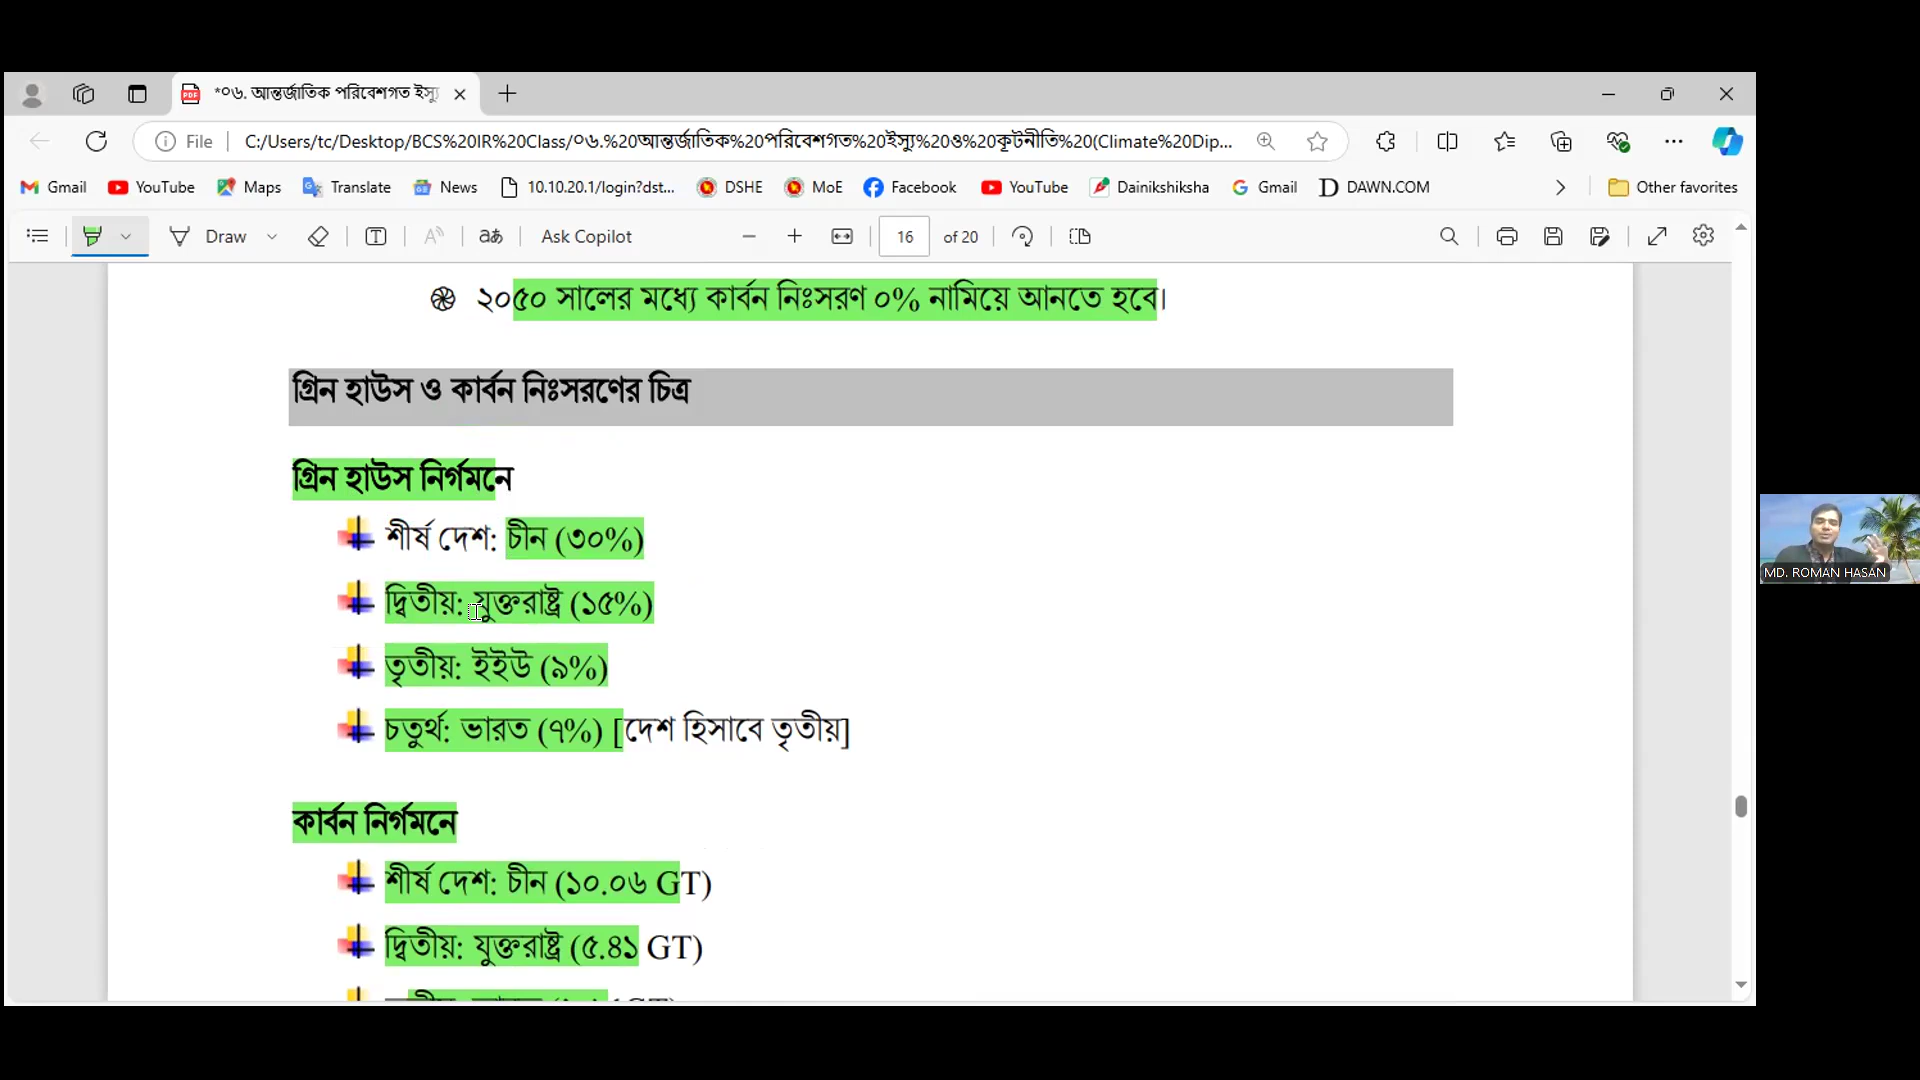 *০৬. আন্তর্জাতিক পরিবেশগত ইস্যু
File C:/Users/tc/Desktop/BCS%20IR%20Class/০৬.%20আন্তর্জাতিক%20পরিবেশগত%20ইস্যু%20ও%20কূটনীতি%20(Climate%20Dip...
Gmail YouTube Maps Translate News 10.10.20.1/login?dst... DSHE MoE Facebook YouTube Dainikshiksha Gmail DAWN.COM Other favorites
Draw Ask Copilot 16 of 20
২০৫০ সালের মধ্যে কার্বন নিঃসরণ ০% নামিয়ে আনতে হবে।
গ্রিন হাউস ও কার্বন নিঃসরণের চিত্র
গ্রিন হাউস নির্গমনে
শীর্ষ দেশ: চীন (৩০%)
দ্বিতীয়: যুক্তরাষ্ট্র (১৫%)
তৃতীয়: ইইউ (৯%)
চতুর্থ: ভারত (৭%) [দেশ হিসাবে তৃতীয়]
কার্বন নির্গমনে
শীর্ষ দেশ: চীন (১০.০৬ GT)
দ্বিতীয়: যুক্তরাষ্ট্র (৫.৪১ GT)
MD. ROMAN HASAN